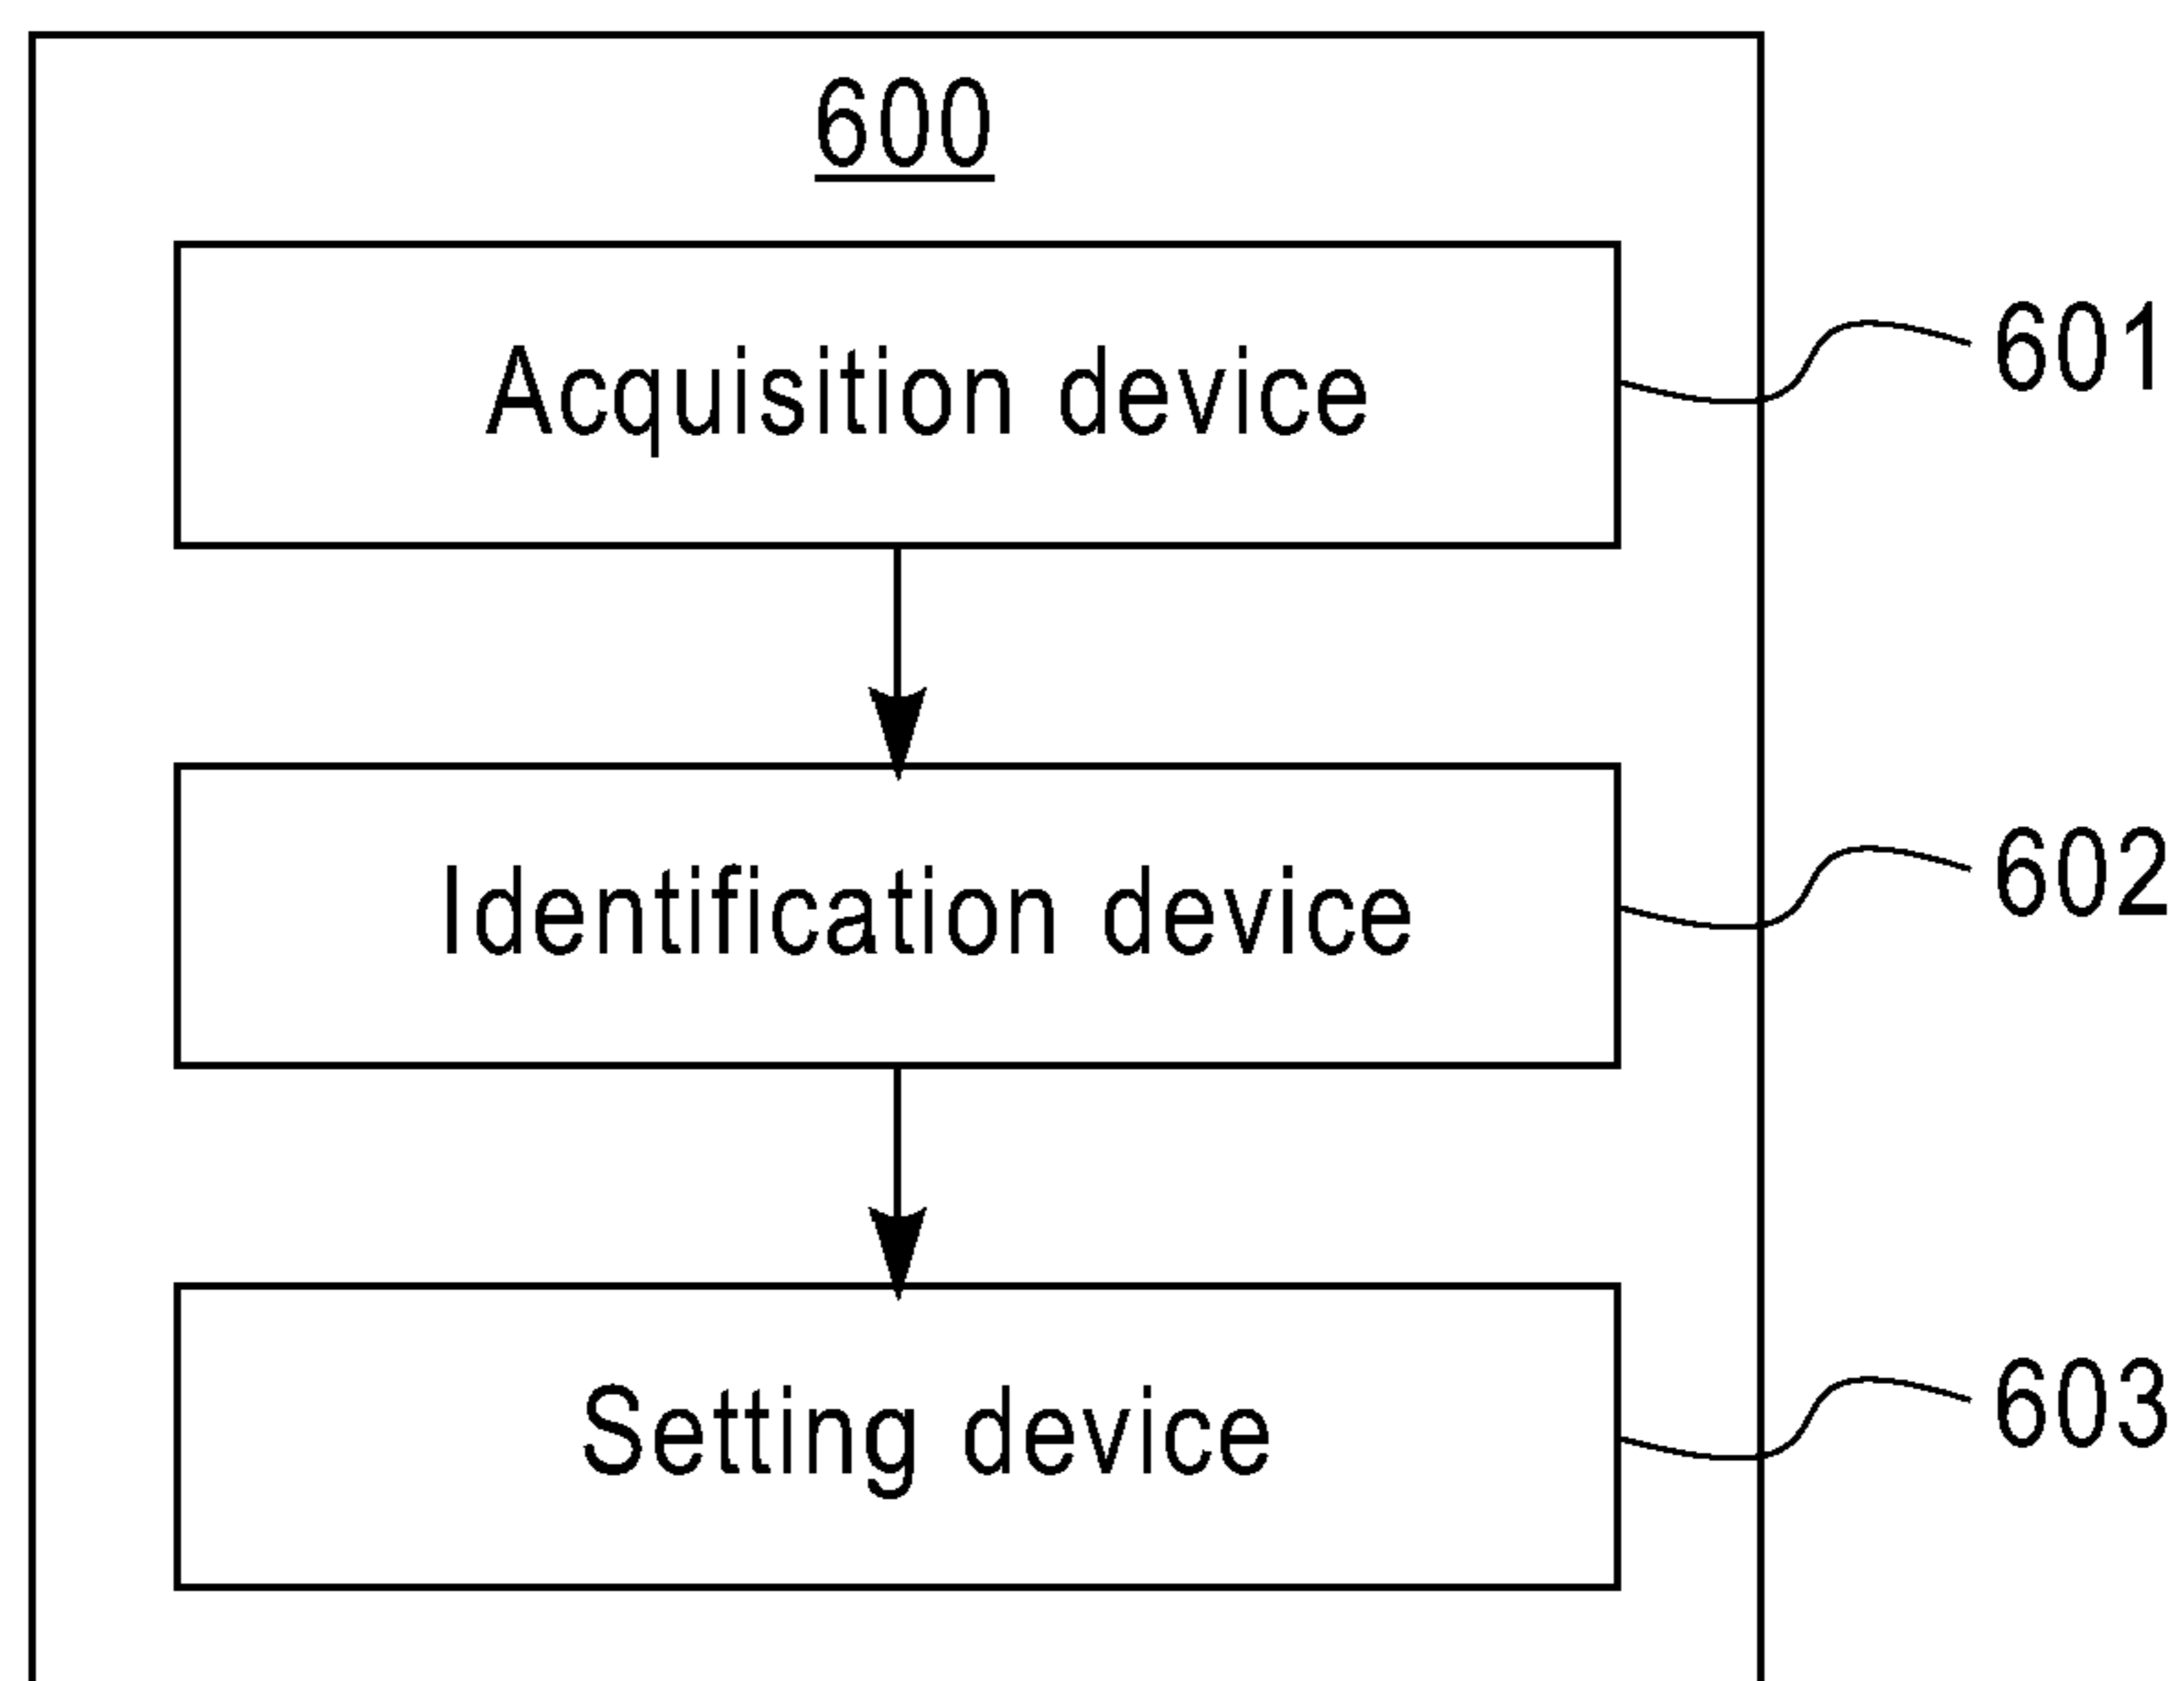 600
Acquisition device
601
Identification device
602
Setting device
603